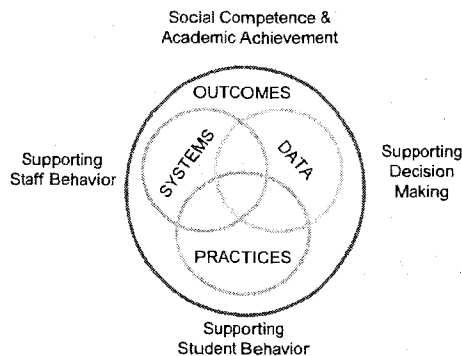 Social Competence &
Academic Achievement
OUTCOMES
SYSTEMS
DATA
Supporting
Staff Behavior
Supporting
Decision
Making
PRACTICES
Supporting
Student Behavior